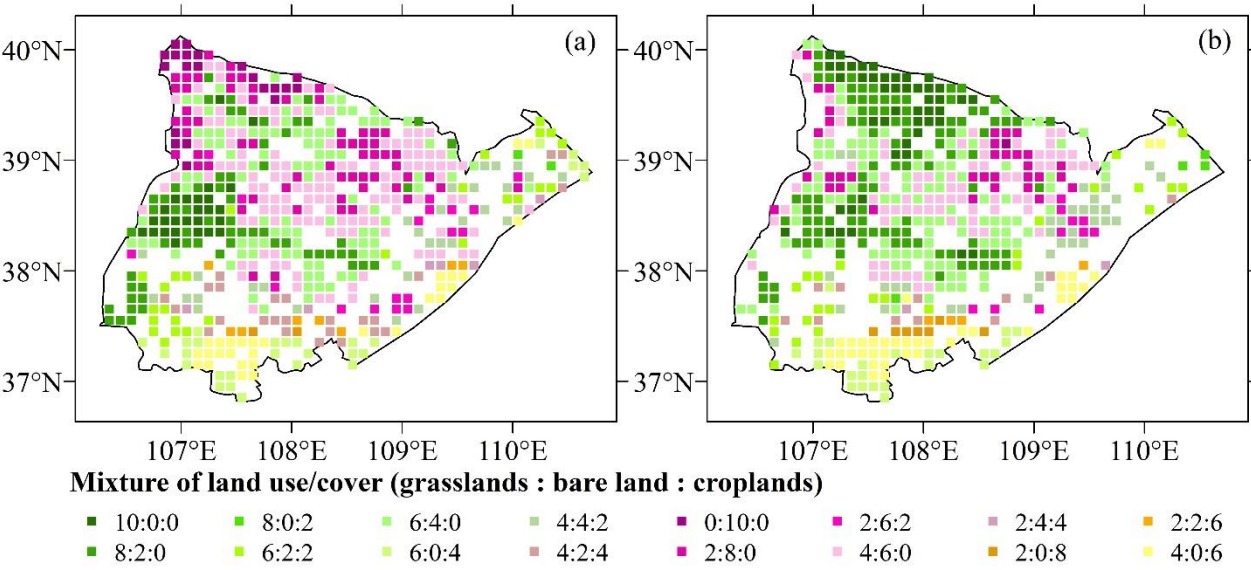 (a)
(b)
40°N
40°N
39°N
39°N
38°N
38°N
37°N
37°N
107°E 108°E 109°E 110°E
107°E 108°E 109°E 110°E
Mixture of land use/cover (grasslands : bare land : croplands)
10:0:0 8:0:2 6:4:0 4:4:2 0:10:0 2:6:2 2:4:4 2:2:6
8:2:0 6:2:2 6:0:4 4:2:4 2:8:0 4:6:0 2:0:8 4:0:6